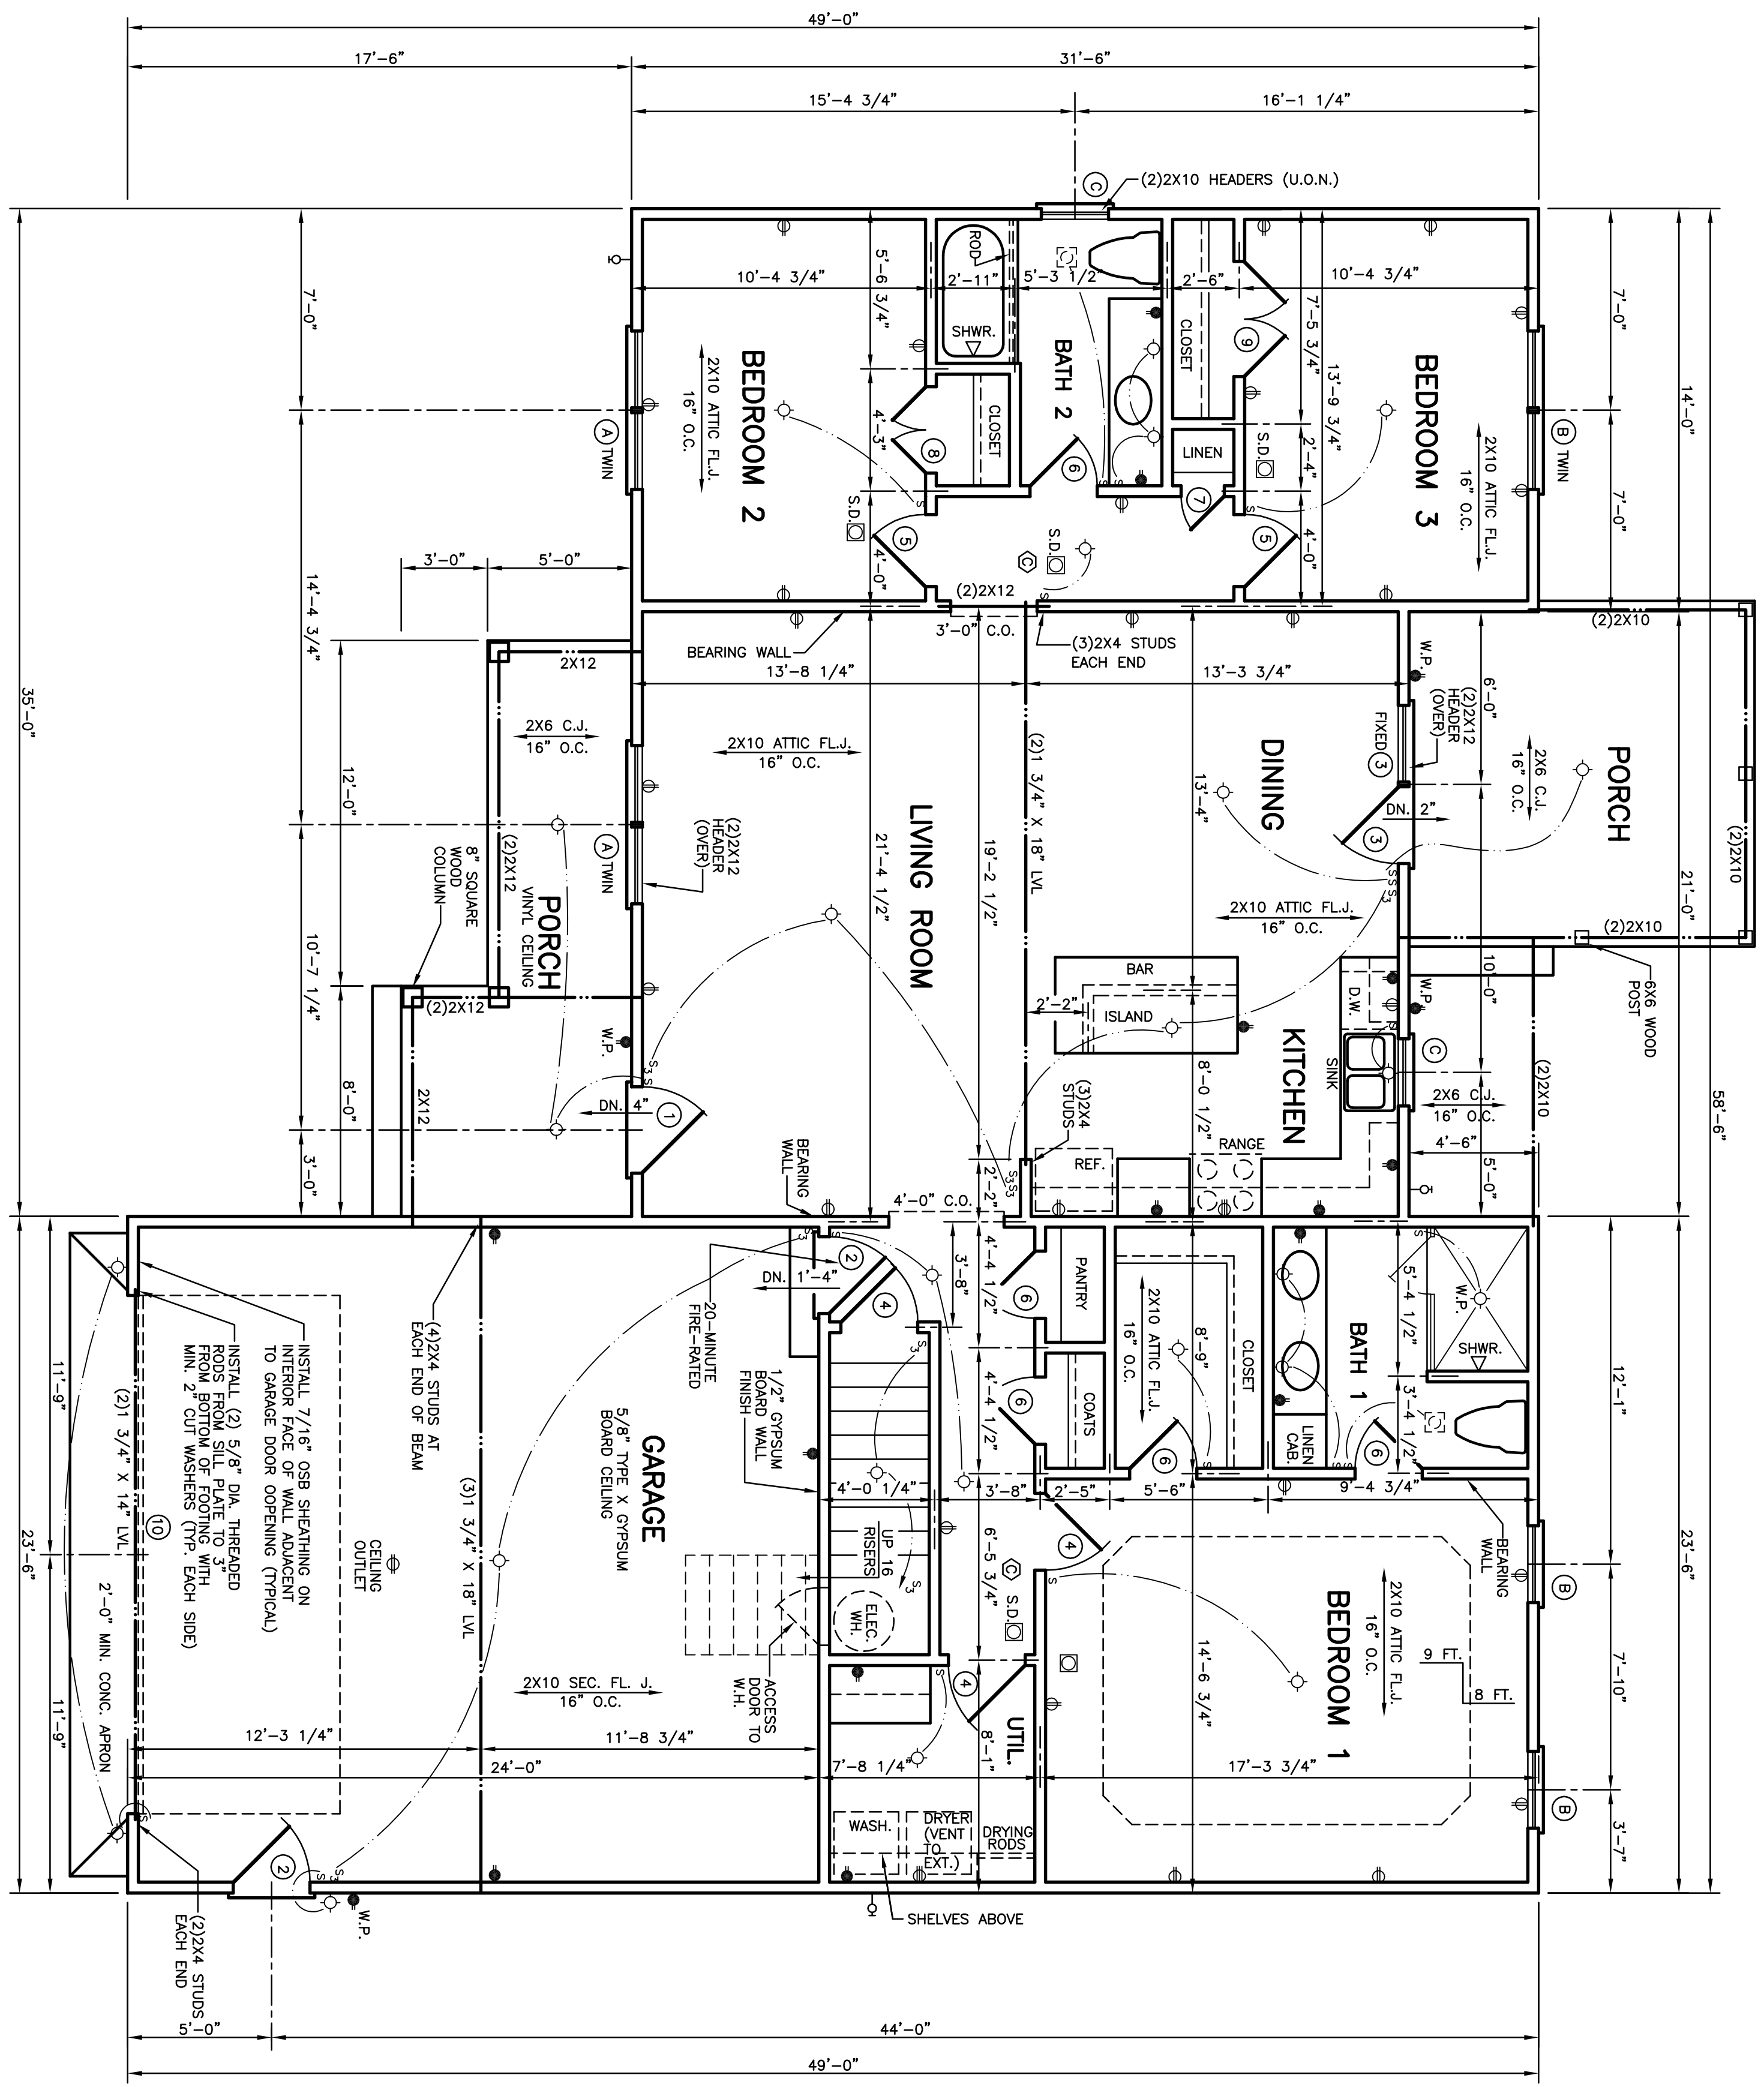 49'-0"
17'-6"
31'-6"
15'-4 3/4"
16'-1 1/4"
C
(2)2X10 HEADERS (U.O.N.)
58'-6"
14'-0"
21'-0"
23'-6"
7'-0"
7'-0"
B TWIN
BEDROOM 3
2X10 ATTIC FL.J.
16" O.C.
10'-4 3/4"
13'-9 3/4"
7'-5 3/4"
2'-4"
4'-0"
S.D.
S
5
9
CLOSET
2'-6"
LINEN
7
BATH 2
5'-3 1/2"
2'-11"
ROD
SHWR.
6
S
S
S.D.
C
5'-6 3/4"
4'-3"
4'-0"
CLOSET
8
5
S
S.D.
BEDROOM 2
10'-4 3/4"
2X10 ATTIC FL.J.
16" O.C.
A TWIN
(2)2X12
3'-0" C.O.
S
(3)2X4 STUDS
EACH END
BEARING WALL
PORCH
2X6 C.J.
16" O.C.
(2)2X10
(2)2X10
(2)2X10
6X6 WOOD
POST
W.P.
(2)2X12
HEADER
(OVER)
FIXED 3
DN. 2"
3
6'-0"
10'-0"
5'-0"
W.P.
C
2X6 C.J.
16" O.C.
(2)2X10
4'-6"
DINING
13'-3 3/4"
13'-4"
S S S3
2X10 ATTIC FL.J.
16" O.C.
KITCHEN
BAR
ISLAND
2'-2"
D.W.
S
SINK
RANGE
REF.
8'-0 1/2"
(3)2X4
STUDS
S3S3
(2)1 3/4" X 18" LVL
LIVING ROOM
13'-8 1/4"
19'-2 1/2"
2'-2"
21'-4 1/2"
2X10 ATTIC FL.J.
16" O.C.
(2)2X12
HEADER
(OVER)
A TWIN
S3S
1
DN. 4"
BEARING
WALL
4'-0" C.O.
PORCH
VINYL CEILING
2X12
2X6 C.J.
16" O.C.
(2)2X12
(2)2X12
8" SQUARE
WOOD
COLUMN
W.P.
2X12
3'-0"
5'-0"
12'-0"
8'-0"
7'-0"
14'-4 3/4"
10'-7 1/4"
3'-0"
35'-0"
23'-6"
12'-1"
7'-10"
3'-7"
BATH 1
W.P.
SHWR.
S
5'-4 1/2"
3'-4 1/2"
LINEN
CAB.
S
S
6
CLOSET
2X10 ATTIC FL.J.
16" O.C.
8'-9"
S
6
PANTRY
6
COATS
6
4'-4 1/2"
4'-4 1/2"
3'-8"
4'-0 1/4"
3'-8"
2'-5"
5'-6"
9'-4 3/4"
BEARING
WALL
B
B
BEDROOM 1
2X10 ATTIC FL.J.
16" O.C.
9 FT.
8 FT.
14'-6 3/4"
17'-3 3/4"
S
4
6'-5 3/4"
C
S.D.
4
S
UTIL.
8'-1"
7'-8 1/4"
WASH.
DRYER
(VENT
TO
EXT.)
DRYING
RODS
SHELVES ABOVE
2
S3
DN. 1'-4"
4
S3
20-MINUTE
FIRE-RATED
1/2" GYPSUM
BOARD WALL
FINISH
UP 16
RISERS
S3
ELEC.
WH.
ACCESS
DOOR TO
W.H.
GARAGE
5/8" TYPE X GYPSUM
BOARD CEILING
2X10 SEC. FL. J.
16" O.C.
(3)1 3/4" X 18" LVL
(4)2X4 STUDS AT
EACH END OF BEAM
12'-3 1/4"
11'-8 3/4"
24'-0"
CEILING
OUTLET
INSTALL 7/16" OSB SHEATHING ON
INTERIOR FACE OF WALL ADJACENT
TO GARAGE DOOR OOPENING (TYPICAL)
INSTALL (2) 5/8" DIA. THREADED
RODS FROM SILL PLATE TO 3"
FROM BOTTOM OF FOOTING WITH
MIN. 2" CUT WASHERS (TYP. EACH SIDE)
10
(2)1 3/4" X 14" LVL
2'-0" MIN. CONC. APRON
11'-9"
11'-9"
S
2
S
S3
W.P.
(2)2X4 STUDS
EACH END
5'-0"
44'-0"
49'-0"